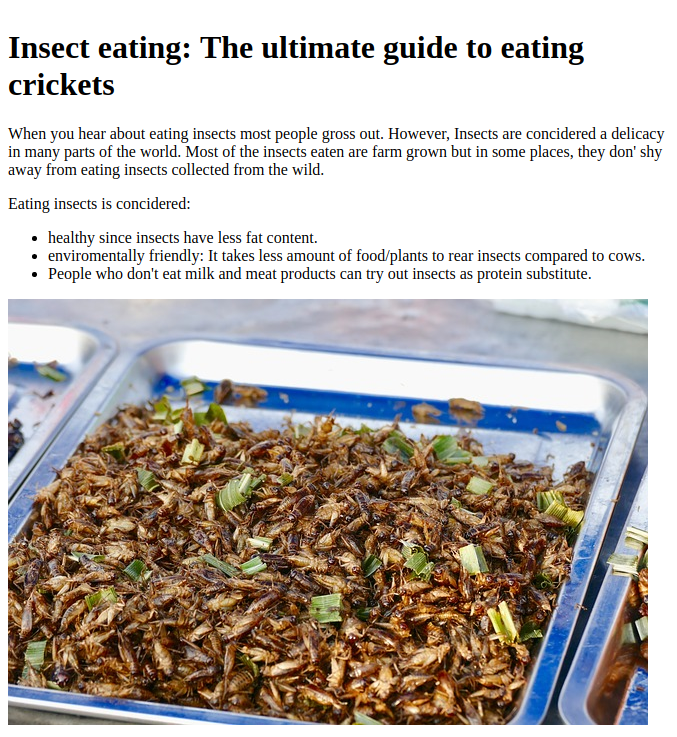 Insect eating: The ultimate guide to eating
crickets
When you hear about eating insects most people gross out. However, Insects are concidered a delicacy
in many parts of the world. Most of the insects eaten are farm grown but in some places, they don' shy
away from eating insects collected from the wild.
Eating insects is concidered:
• healthy since insects have less fat content.
• enviromentally friendly: It takes less amount of food/plants to rear insects compared to cows.
• People who don't eat milk and meat products can try out insects as protein substitute.